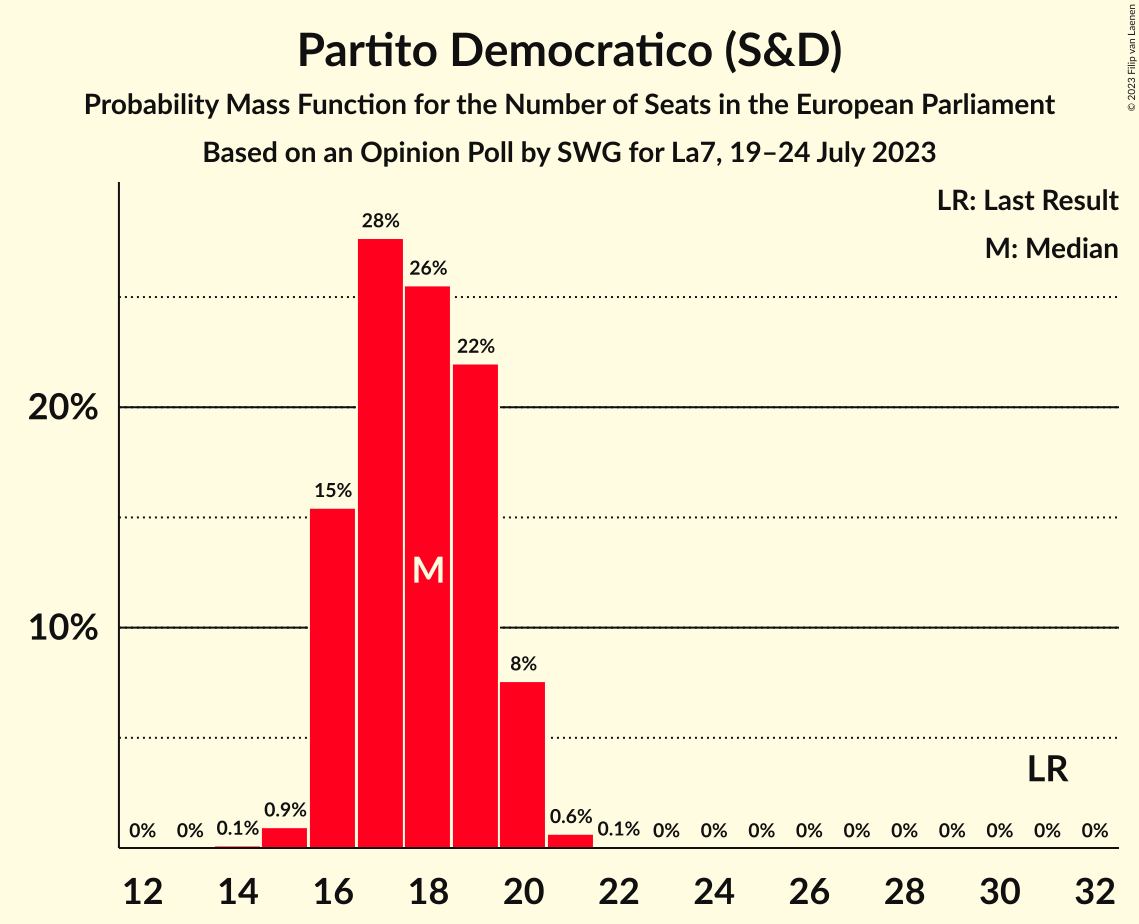 Partito Democratico (S&D)
Probability Mass Function for the Number of Seats in the European Parliament
Based on an Opinion Poll by SWG for La7, 19–24 July 2023
© 2023 Filip van Laenen
LR: Last Result
M: Median
28%
26%
22%
20%
15%
M
10%
8%
LR
0% 0% 0.1% 0.9% 0.6% 0.1% 0% 0% 0% 0% 0% 0% 0% 0% 0% 0%
12 14 16 18 20 22 24 26 28 30 32